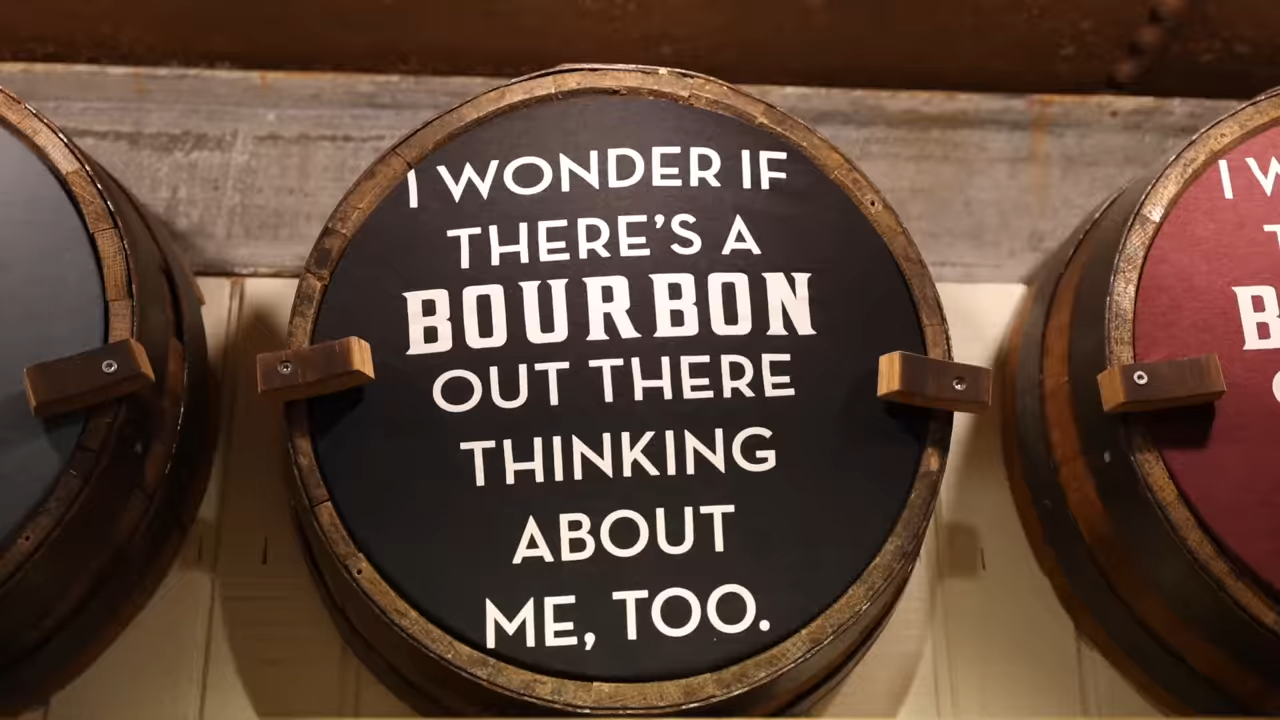 I WONDER IF
THERE'S A
BOURBON
OUT THERE
THINKING
ABOUT
ME, TOO.
I